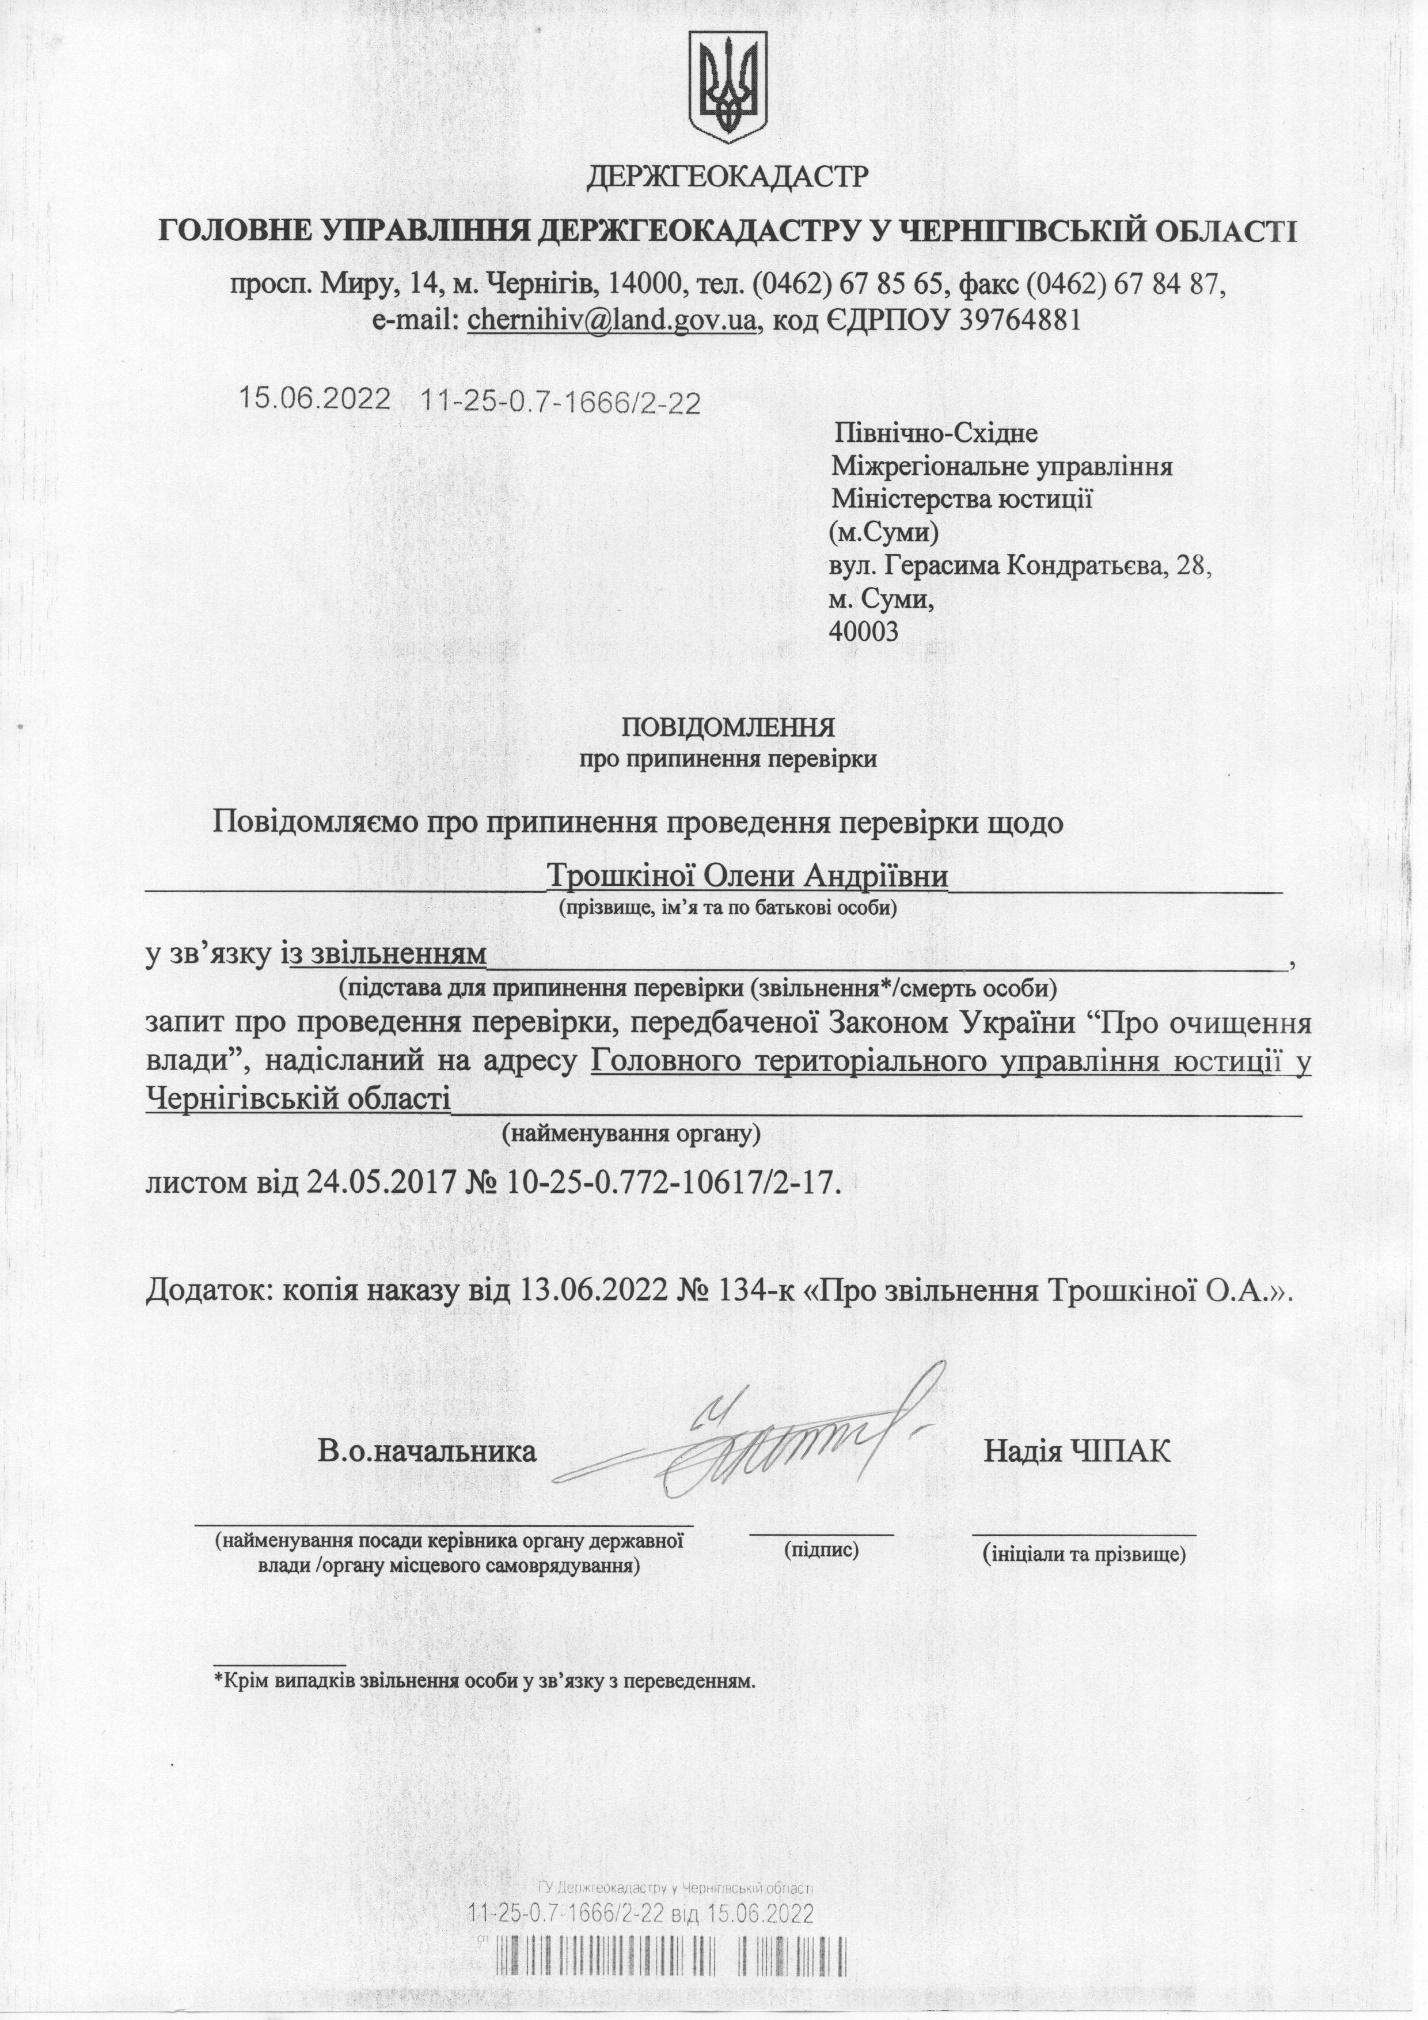 ДЕРЖГЕОКАДАСТР
ГОЛОВНЕ УПРАВЛІННЯ ДЕРЖГЕОКАДАСТРУ У ЧЕРНІГІВСЬКІЙ ОБЛАСТІ
просп. Миру, 14, м. Чернігів, 14000, тел. (0462) 67 85 65, факс (0462) 67 84 87,
e-mail: chernihiv@land.gov.ua, код ЄДРПОУ 39764881
15.06.2022 11-25-0.7-1666/2-22
Північно-Східне
Міжрегіональне управління
Міністерства юстиції
(м.Суми)
вул. Герасима Кондратьєва, 28,
м. Суми,
40003
ПОВІДОМЛЕННЯ
про припинення перевірки
Повідомляємо про припинення проведення перевірки щодо
Трошкіної Олени Андріївни
(прізвище, ім’я та по батькові особи)
у зв’язку із звільненням,
(підстава для припинення перевірки (звільнення*/смерть особи)
запит про проведення перевірки, передбаченої Законом України “Про очищення
влади”, надісланий на адресу Головного територіального управління юстиції у
Чернігівській області
(найменування органу)
листом від 24.05.2017 № 10-25-0.772-10617/2-17.
Додаток: копія наказу від 13.06.2022 № 134-к «Про звільнення Трошкіної О.А.».
В.о.начальника Надія ЧІПАК
(найменування посади керівника органу державної
влади /органу місцевого самоврядування)
(підпис)
(ініціали та прізвище)
*Крім випадків звільнення особи у зв’язку з переведенням.
ГУ Держгеокадастру у Чернігівській області
11-25-0.7-1666/2-22 від 15.06.2022